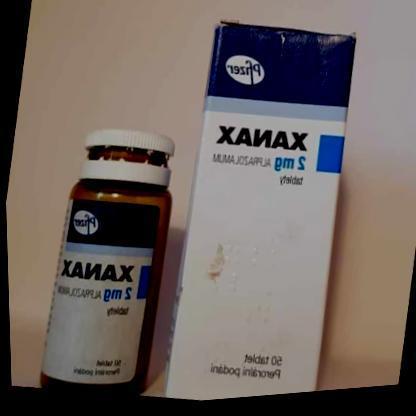 Pfizer
XANAX
2 mg ALPRAZOLAMUM
tablety
50 tablet
Perorální podání
Pfizer
XANAX
2 mg ALPRAZOLAMUM
tablety
50 tablet
Perorální podání